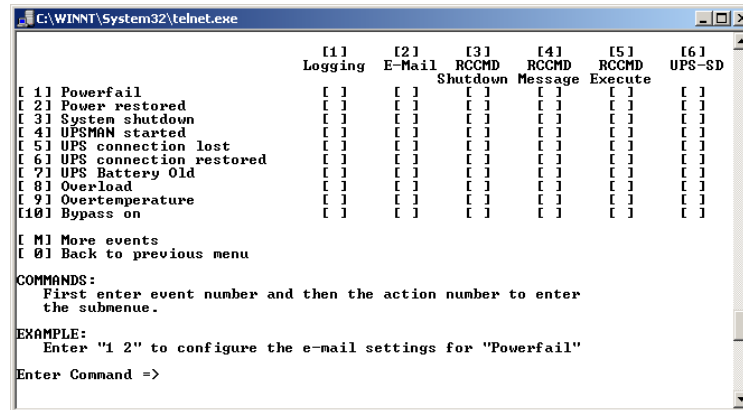 C:\WINNT\System32\telnet.exe
[1] [2] [3] [4] [5] [6]
Logging E-Mail RCCMD RCCMD RCCMD UPS-SD
Shutdown Message Execute
[ 1] Powerfail [ ] [ ] [ ] [ ] [ ] [ ]
[ 2] Power restored [ ] [ ] [ ] [ ] [ ] [ ]
[ 3] System shutdown [ ] [ ] [ ] [ ] [ ] [ ]
[ 4] UPSMAN started [ ] [ ] [ ] [ ] [ ] [ ]
[ 5] UPS connection lost [ ] [ ] [ ] [ ] [ ] [ ]
[ 6] UPS connection restored [ ] [ ] [ ] [ ] [ ] [ ]
[ 7] UPS Battery Old [ ] [ ] [ ] [ ] [ ] [ ]
[ 8] Overload [ ] [ ] [ ] [ ] [ ] [ ]
[ 9] Overtemperature [ ] [ ] [ ] [ ] [ ] [ ]
[10] Bypass on [ ] [ ] [ ] [ ] [ ] [ ]
[ M] More events
[ 0] Back to previous menu
COMMANDS:
First enter event number and then the action number to enter
the submenue.
EXAMPLE:
Enter "1 2" to configure the e-mail settings for "Powerfail"
Enter Command =>